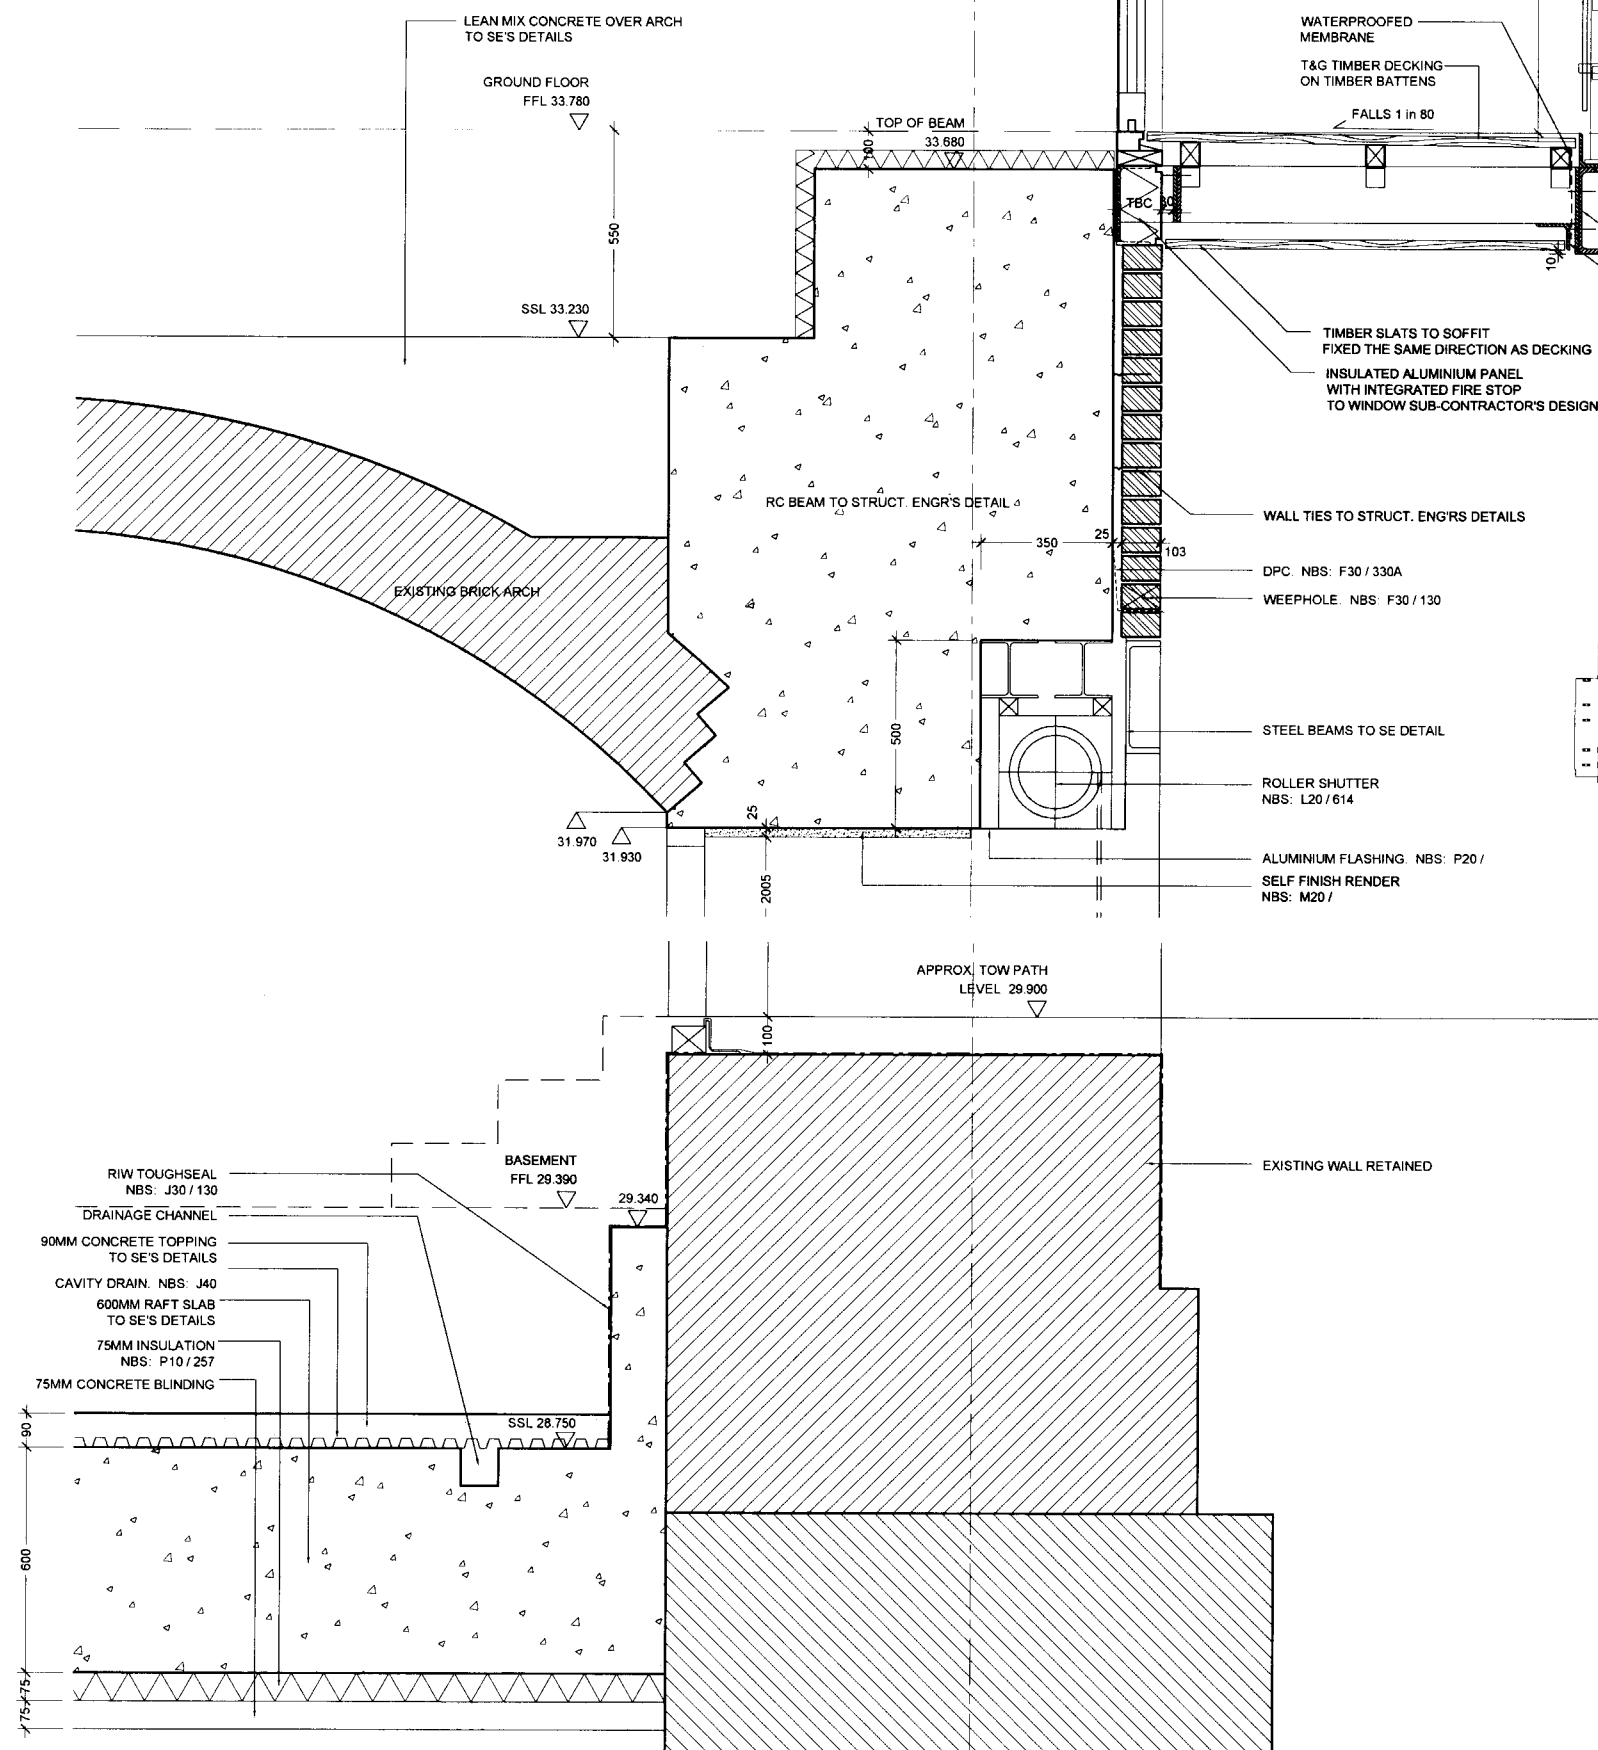 LEAN MIX CONCRETE OVER ARCH
TO SE'S DETAILS
WATERPROOFED
MEMBRANE
T&G TIMBER DECKING
ON TIMBER BATTENS
GROUND FLOOR
FFL 33.780
FALLS 1 in 80
TOP OF BEAM
33.680
100
TBC
550
10
SSL 33.230
TIMBER SLATS TO SOFFIT
FIXED THE SAME DIRECTION AS DECKING
INSULATED ALUMINIUM PANEL
WITH INTEGRATED FIRE STOP
TO WINDOW SUB-CONTRACTOR'S DESIGN
RC BEAM TO STRUCT. ENGR'S DETAIL
WALL TIES TO STRUCT. ENG'RS DETAILS
350
25
103
DPC. NBS: F30 / 330A
EXISTING BRICK ARCH
WEEPHOLE. NBS: F30 / 130
500
STEEL BEAMS TO SE DETAIL
ROLLER SHUTTER
NBS: L20 / 614
25
31.970
31.930
ALUMINIUM FLASHING. NBS: P20 /
SELF FINISH RENDER
NBS: M20 /
2005
APPROX. TOW PATH
LEVEL 29.900
100
RIW TOUGHSEAL
NBS: J30 / 130
BASEMENT
FFL 29.390
EXISTING WALL RETAINED
29.340
DRAINAGE CHANNEL
90MM CONCRETE TOPPING
TO SE'S DETAILS
CAVITY DRAIN. NBS: J40
600MM RAFT SLAB
TO SE'S DETAILS
75MM INSULATION
NBS: P10 / 257
75MM CONCRETE BLINDING
SSL 28.750
90
600
75
75